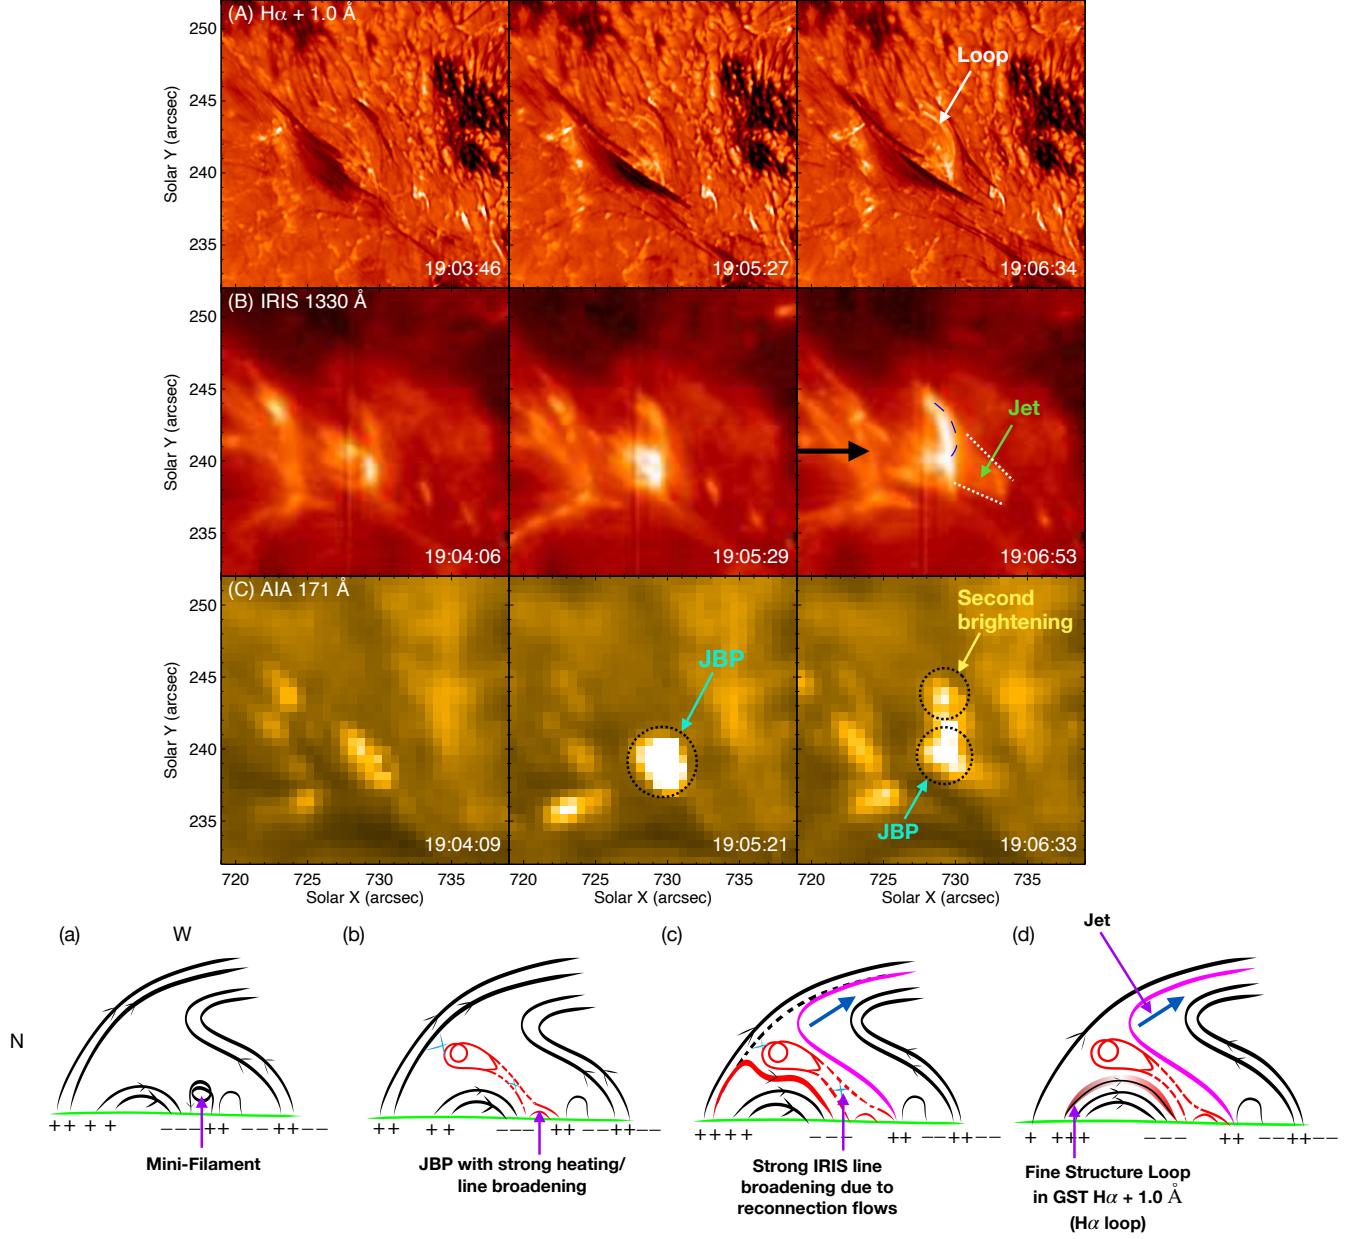 (A) Hα + 1.0 Å
Loop
250
245
240
235
Solar Y (arcsec)
19:03:46
19:05:27
19:06:34
(B) IRIS 1330 Å
Jet
250
245
240
235
Solar Y (arcsec)
19:04:06
19:05:29
19:06:53
(C) AIA 171 Å
Second
brightening
JBP
JBP
250
245
240
235
Solar Y (arcsec)
19:04:09
19:05:21
19:06:33
720 725 730 735
720 725 730 735
720 725 730 735
Solar X (arcsec)
Solar X (arcsec)
Solar X (arcsec)
(a)
W
(b)
(c)
(d)
Jet
N
++ + + −−−++ −−++−−
++ ++ −−−−++ −−++−−
++++ −−− ++ −−−++−−
+ +++ −−− ++ −−++−−
Mini-Filament
JBP with strong heating/
line broadening
Strong IRIS line
broadening due to
reconnection flows
Fine Structure Loop
in GST Hα + 1.0 Å
(Hα loop)